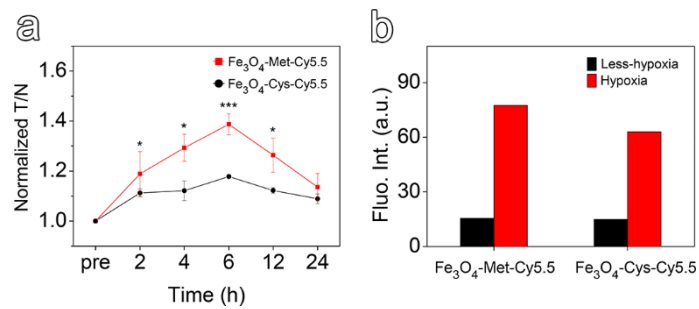 a
Normalized T/N
1.6
1.4
1.2
1.0
Fe₃O₄-Met-Cy5.5
Fe₃O₄-Cys-Cy5.5
* * *** *
pre 2 4 6 12 24
Time (h)
b
Fluo. Int. (a.u.)
90
60
30
0
Less-hypoxia
Hypoxia
Fe₃O₄-Met-Cy5.5 Fe₃O₄-Cys-Cy5.5